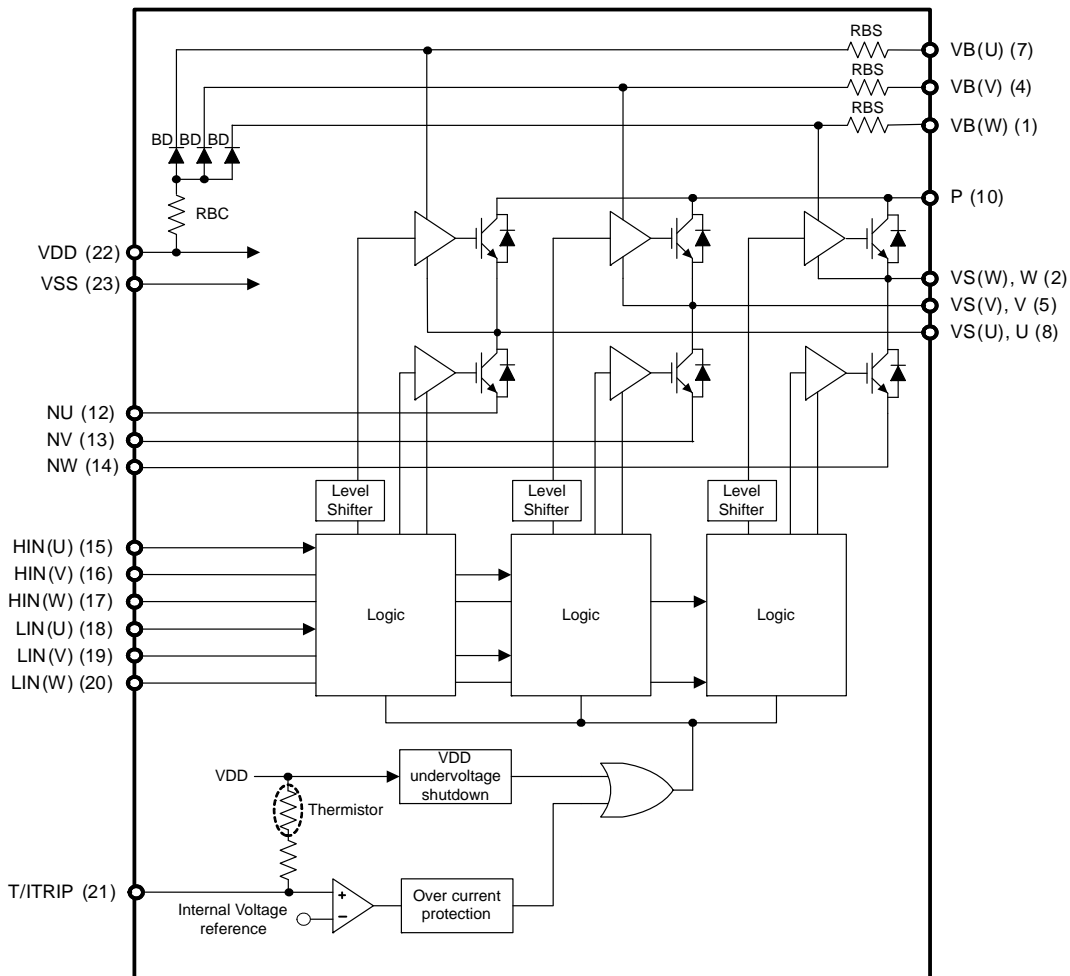 RBS
VB(U) (7)
RBS
VB(V) (4)
RBS
VB(W) (1)
BD BD BD
P (10)
RBC
VDD (22)
VSS (23)
VS(W), W (2)
VS(V), V (5)
VS(U), U (8)
NU (12)
NV (13)
NW (14)
Level
Shifter
Level
Shifter
Level
Shifter
HIN(U) (15)
HIN(V) (16)
HIN(W) (17)
LIN(U) (18)
LIN(V) (19)
LIN(W) (20)
Logic
Logic
Logic
VDD
VDD
undervoltage
shutdown
Thermistor
T/ITRIP (21)
+
−
Internal Voltage
reference
Over current
protection